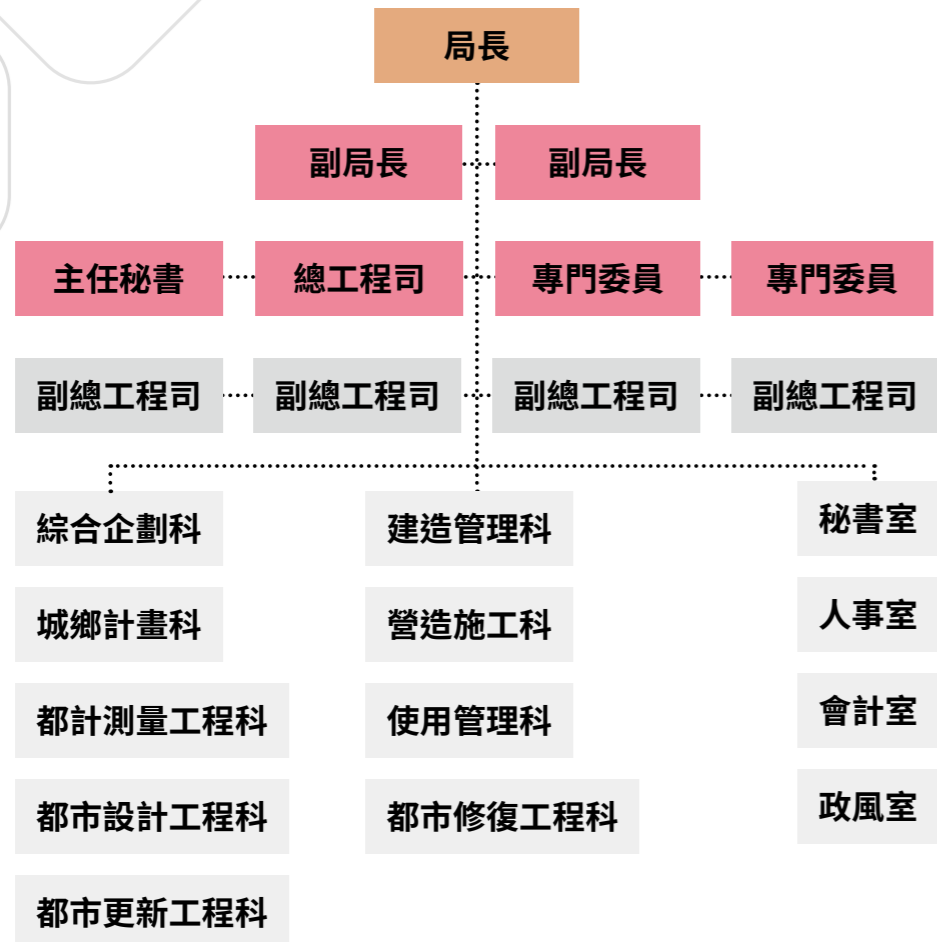 局長
副局長
副局長
主任秘書
總工程司
專門委員
專門委員
副總工程司
副總工程司
副總工程司
副總工程司
綜合企劃科
城鄉計畫科
都計測量工程科
都市設計工程科
都市更新工程科
建造管理科
營造施工科
使用管理科
都市修復工程科
秘書室
人事室
會計室
政風室